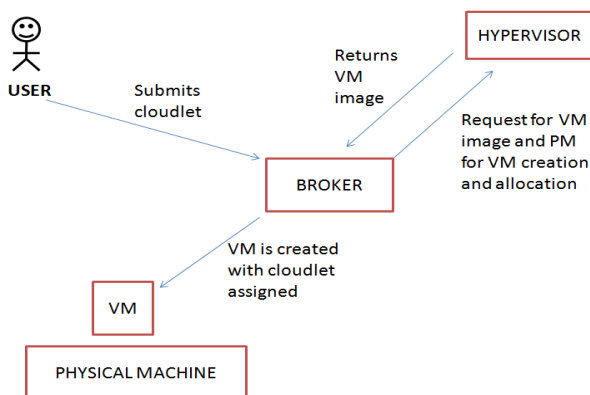 HYPERVISOR
Returns
VM
image
USER
Submits
cloudlet
Request for VM
image and PM
for VM creation
and allocation
BROKER
VM is created
with cloudlet
assigned
VM
PHYSICAL MACHINE